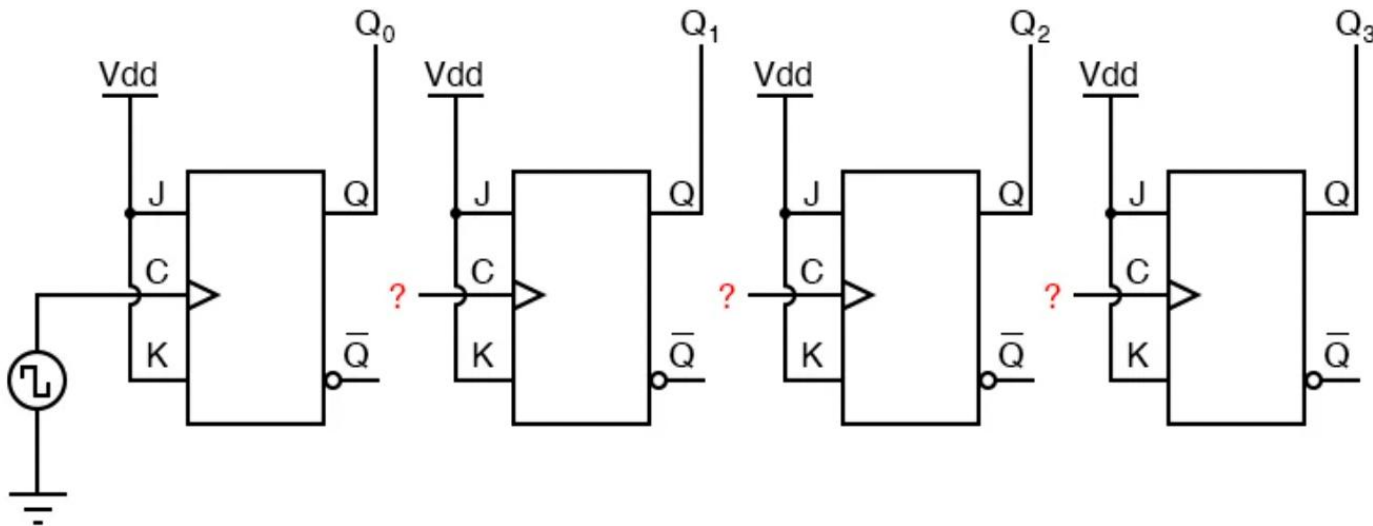 Q0 Q1 Q2 Q3
Vdd Vdd Vdd Vdd
J Q J Q J Q J Q
C ? C ? C ? C
K Q̅ K Q̅ K Q̅ K Q̅